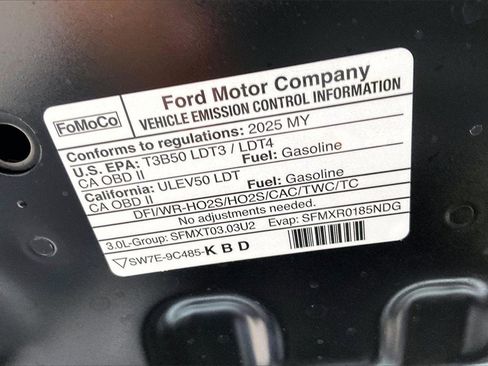 FoMoCo
Ford Motor Company
VEHICLE EMISSION CONTROL INFORMATION
Conforms to regulations: 2025 MY
U.S. EPA: T3B50 LDT3 / LDT4
CA OBD II Fuel: Gasoline
California: ULEV50 LDT
CA OBD II Fuel: Gasoline
DFI/WR-HO2S/HO2S/CAC/TWC/TC
No adjustments needed.
3.0L-Group: SFMXT03.03U2 Evap: SFMXR0185NDG
SW7E-9C485-KBD